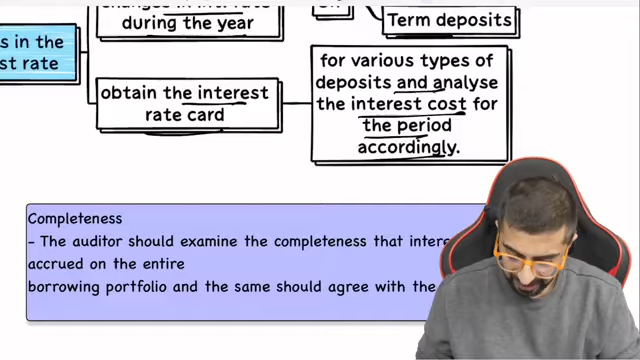 during the year
Term deposits
s in the
st rate
obtain the interest
rate card
for various types of
deposits and analyse
the interest cost for
the period
accordingly.
Completeness
- The auditor should examine the completeness that
accrued on the entire
borrowing portfolio and the same should agree with the